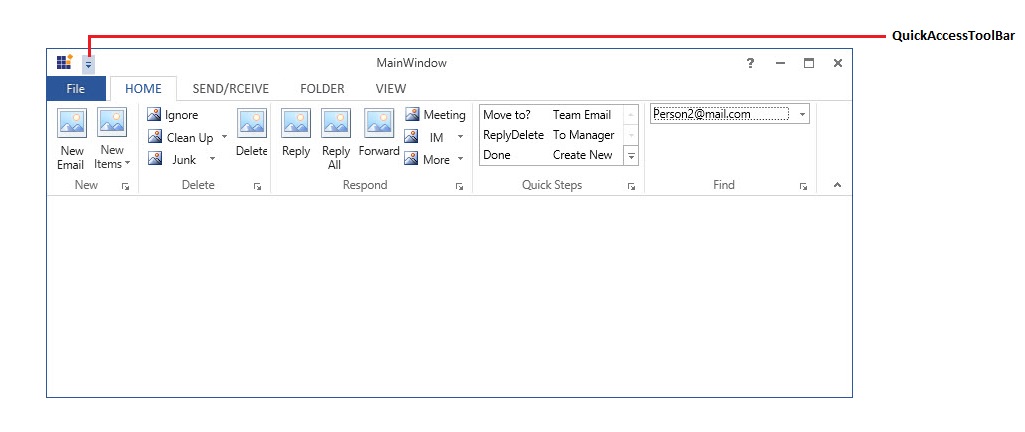 QuickAccessToolBar
MainWindow
?
File HOME SEND/RCEIVE FOLDER VIEW
New Email
New Items
Ignore
Clean Up
Junk
Delete
Reply
Reply All
Forward
Meeting
IM
More
Move to? Team Email
ReplyDelete To Manager
Done Create New
Person2@mail.com
New Delete Respond Quick Steps Find